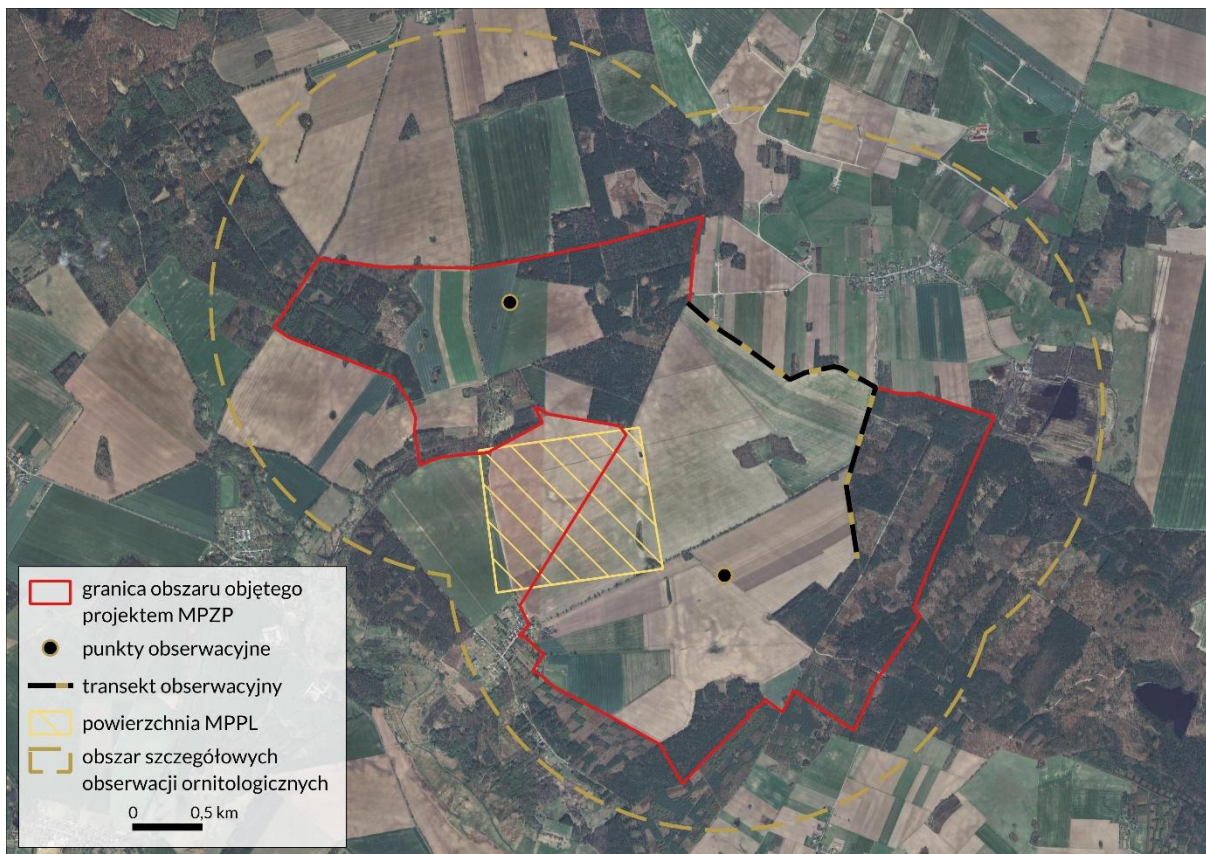 granica obszaru objętego
projektem MPZP
punkty obserwacyjne
transekt obserwacyjny
powierzchnia MPPL
obszar szczegółowych
obserwacji ornitologicznych
0 0,5 km